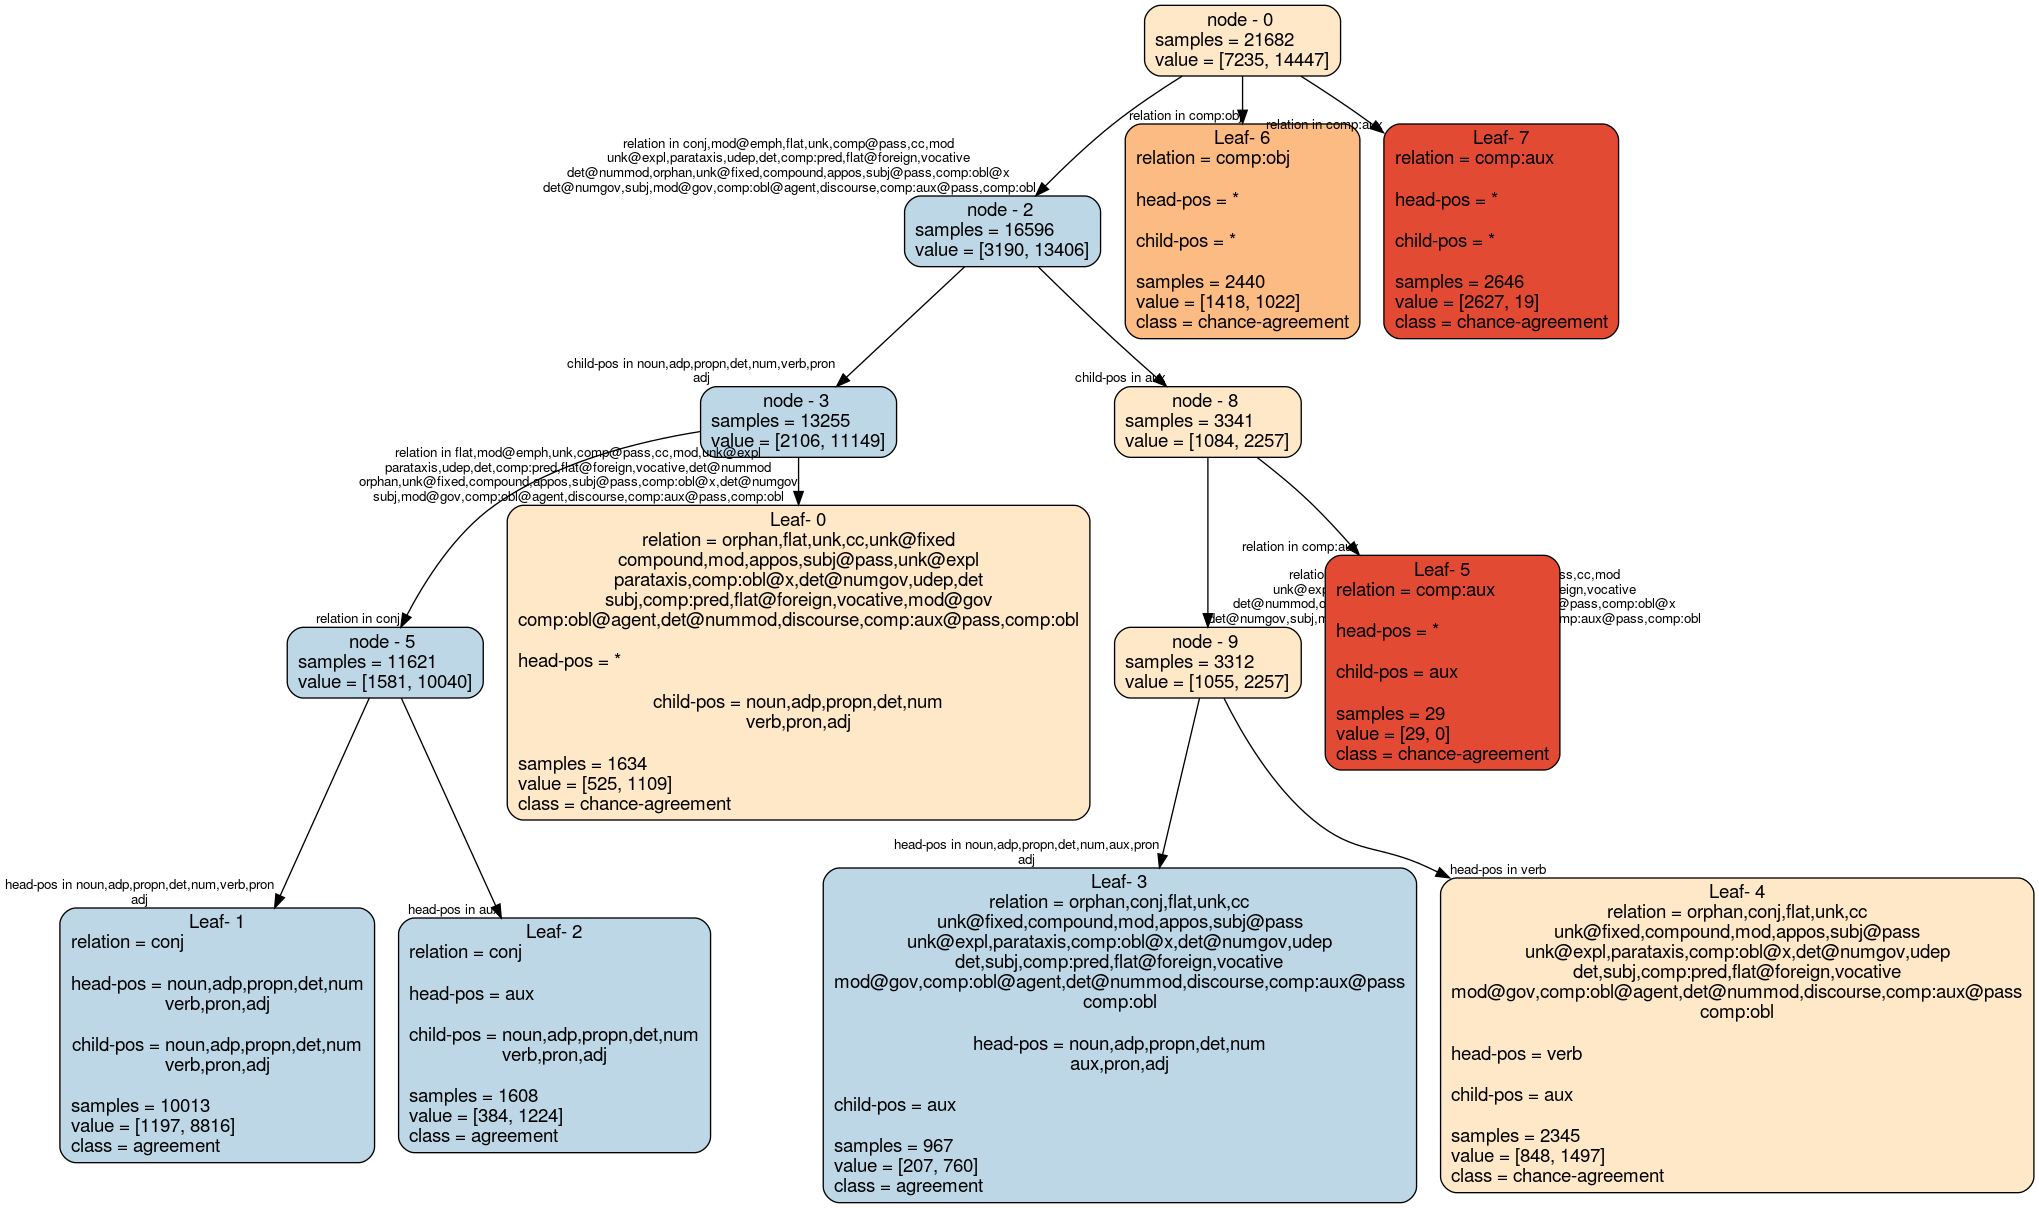 node - 0
samples = 21682
value = [7235, 14447]
relation in comp:obj
relation in comp:aux
relation in conj,mod@emph,flat,unk,comp@pass,cc,mod
unk@expl,parataxis,udep,det,comp:pred,flat@foreign,vocative
det@nummod,orphan,unk@fixed,compound,appos,subj@pass,comp:obl@x
det@numgov,subj,mod@gov,comp:obl@agent,discourse,comp:aux@pass,comp:obl
Leaf- 6
relation = comp:obj
head-pos = *
child-pos = *
samples = 2440
value = [1418, 1022]
class = chance-agreement
Leaf- 7
relation = comp:aux
head-pos = *
child-pos = *
samples = 2646
value = [2627, 19]
class = chance-agreement
node - 2
samples = 16596
value = [3190, 13406]
child-pos in noun,adp,propn,det,num,verb,pron
adj
child-pos in aux
node - 3
samples = 13255
value = [2106, 11149]
node - 8
samples = 3341
value = [1084, 2257]
relation in flat,mod@emph,unk,comp@pass,cc,mod,unk@expl
parataxis,udep,det,comp:pred,flat@foreign,vocative,det@nummod
orphan,unk@fixed,compound,appos,subj@pass,comp:obl@x,det@numgov
subj,mod@gov,comp:obl@agent,discourse,comp:aux@pass,comp:obl
Leaf- 0
relation = orphan,flat,unk,cc,unk@fixed
compound,mod,appos,subj@pass,unk@expl
parataxis,comp:obl@x,det@numgov,udep,det
subj,comp:pred,flat@foreign,vocative,mod@gov
comp:obl@agent,det@nummod,discourse,comp:aux@pass,comp:obl
head-pos = *
child-pos = noun,adp,propn,det,num
verb,pron,adj
samples = 1634
value = [525, 1109]
class = chance-agreement
relation in comp:aux
Leaf- 5
relation = comp:aux
head-pos = *
child-pos = aux
samples = 29
value = [29, 0]
class = chance-agreement
cc,mod
vocative
comp:obl@x
det@numgov
comp:obl
relation in conj
node - 5
samples = 11621
value = [1581, 10040]
node - 9
samples = 3312
value = [1055, 2257]
head-pos in noun,adp,propn,det,num,verb,pron
adj
head-pos in aux
head-pos in noun,adp,propn,det,num,aux,pron
adj
head-pos in verb
Leaf- 1
relation = conj
head-pos = noun,adp,propn,det,num
verb,pron,adj
child-pos = noun,adp,propn,det,num
verb,pron,adj
samples = 10013
value = [1197, 8816]
class = agreement
Leaf- 2
relation = conj
head-pos = aux
child-pos = noun,adp,propn,det,num
verb,pron,adj
samples = 1608
value = [384, 1224]
class = agreement
Leaf- 3
relation = orphan,conj,flat,unk,cc
unk@fixed,compound,mod,appos,subj@pass
unk@expl,parataxis,comp:obl@x,det@numgov,udep
det,subj,comp:pred,flat@foreign,vocative
mod@gov,comp:obl@agent,det@nummod,discourse,comp:aux@pass
comp:obl
head-pos = noun,adp,propn,det,num
aux,pron,adj
child-pos = aux
samples = 967
value = [207, 760]
class = agreement
Leaf- 4
relation = orphan,conj,flat,unk,cc
unk@fixed,compound,mod,appos,subj@pass
unk@expl,parataxis,comp:obl@x,det@numgov,udep
det,subj,comp:pred,flat@foreign,vocative
mod@gov,comp:obl@agent,det@nummod,discourse,comp:aux@pass
comp:obl
head-pos = verb
child-pos = aux
samples = 2345
value = [848, 1497]
class = chance-agreement